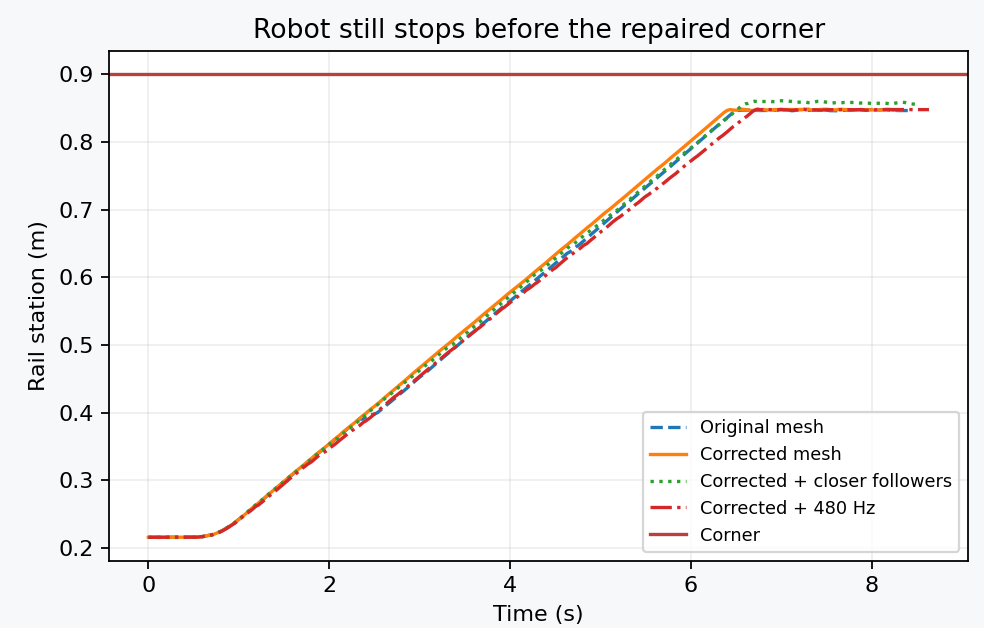 Robot still stops before the repaired corner
Rail station (m)
0.9
0.8
0.7
0.6
0.5
0.4
0.3
0.2
Original mesh
Corrected mesh
Corrected + closer followers
Corrected + 480 Hz
Corner
0
2
4
6
8
Time (s)